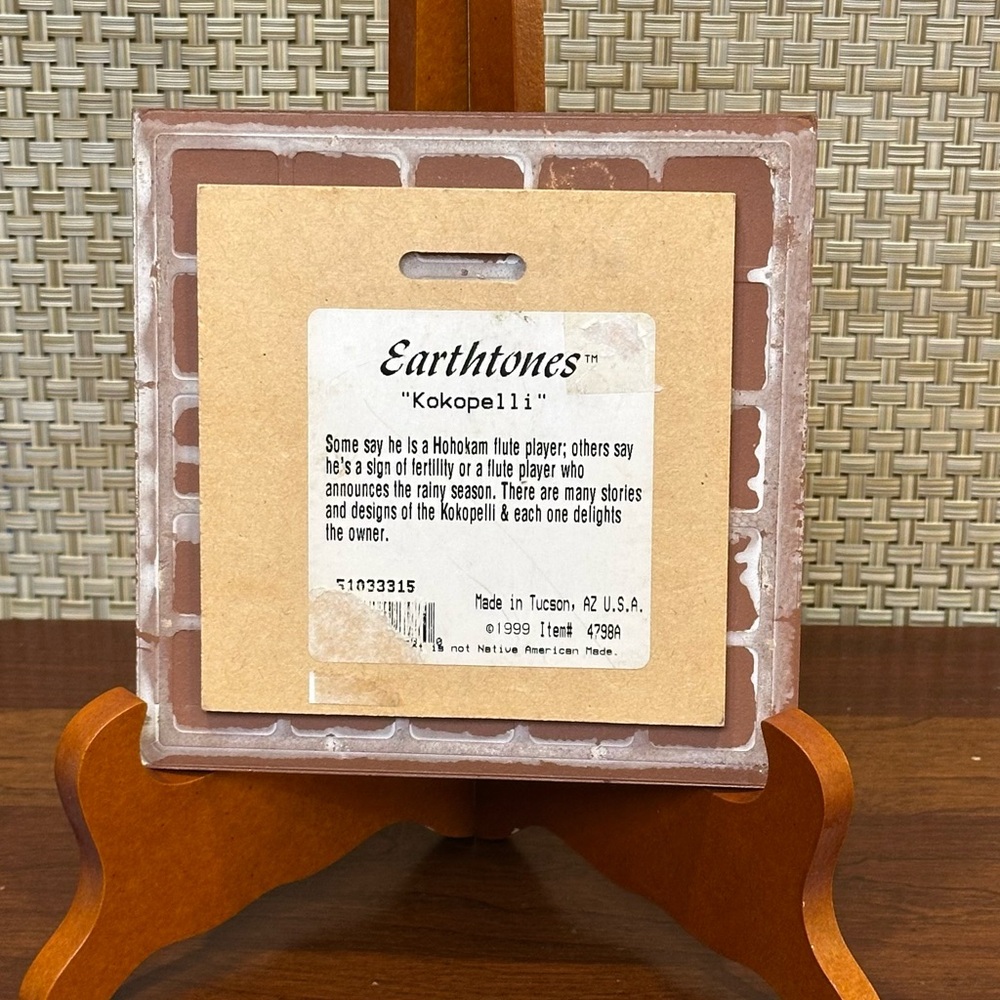 Earthtones™
"Kokopelli"
Some say he is a Hohokam flute player; others say
he's a sign of fertility or a flute player who
announces the rainy season. There are many stories
and designs of the Kokopelli & each one delights
the owner.
51033315
Made in Tucson, AZ U.S.A.
©1999 Item# 4798A
0
is not Native American Made.